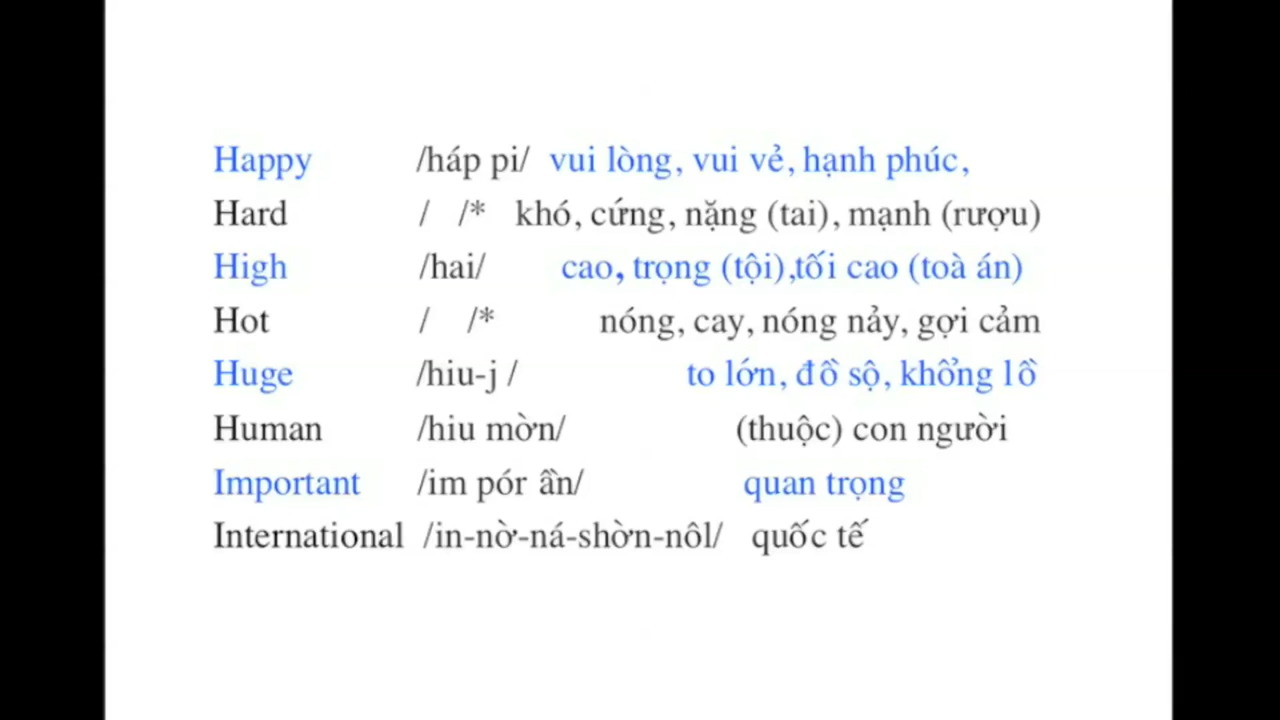 Happy /háp pi/ vui lòng, vui vẻ, hạnh phúc,
Hard / /* khó, cứng, nặng (tai), mạnh (rượu)
High /hai/ cao, trọng (tội),tối cao (toà án)
Hot / /* nóng, cay, nóng nảy, gợi cảm
Huge /hiu-j / to lớn, đồ sộ, khổng lồ
Human /hiu mờn/ (thuộc) con người
Important /im pór ần/ quan trọng
International /in-nờ-ná-shờn-nôl/ quốc tế